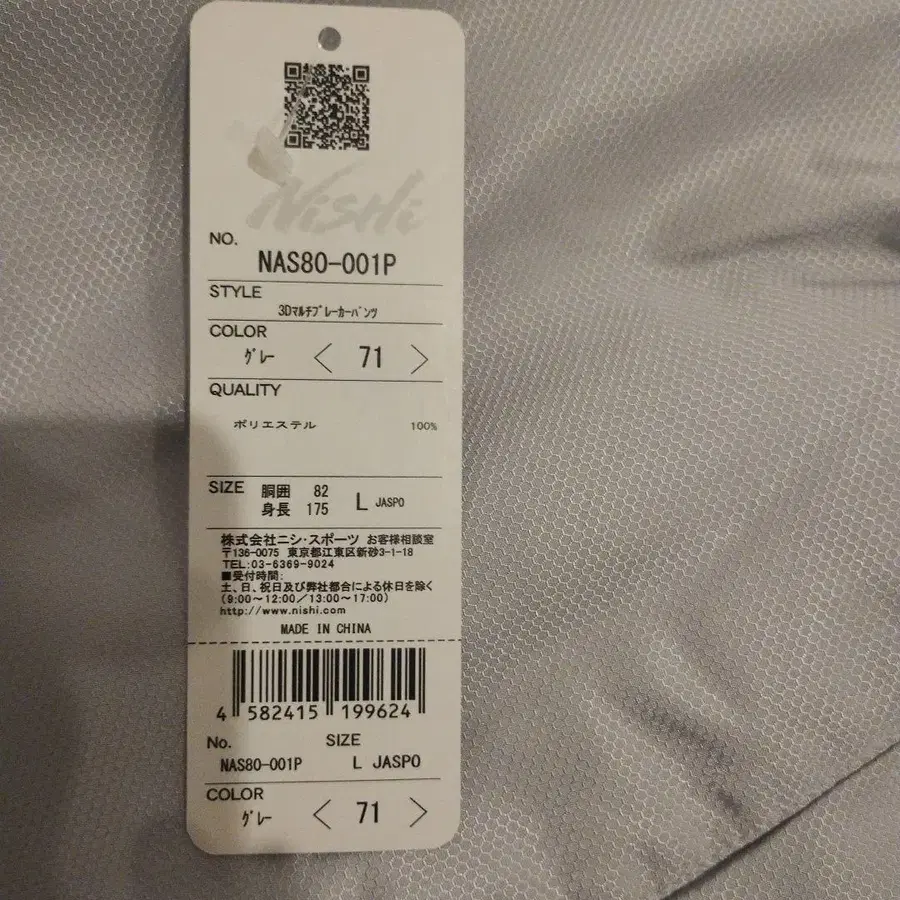 NiSHi
NO.
NAS80-001P
STYLE
3Dﾏﾙﾁﾌﾞﾚｰｶｰﾊﾟﾝﾂ
COLOR
ｸﾞﾚｰ < 71 >
QUALITY
ポリエステル 100%
SIZE 胴囲 82
身長 175 L JASPO
株式会社ニシ・スポーツ お客様相談室
〒136-0075 東京都江東区新砂3-1-18
TEL:03-6369-9024
■受付時間:
土、日、祝日及び弊社都合による休日を除く
(9:00～12:00／13:00～17:00)
http://www.nishi.com
MADE IN CHINA
4 582415 199624
No. SIZE
NAS80-001P L JASPO
COLOR
ｸﾞﾚｰ < 71 >